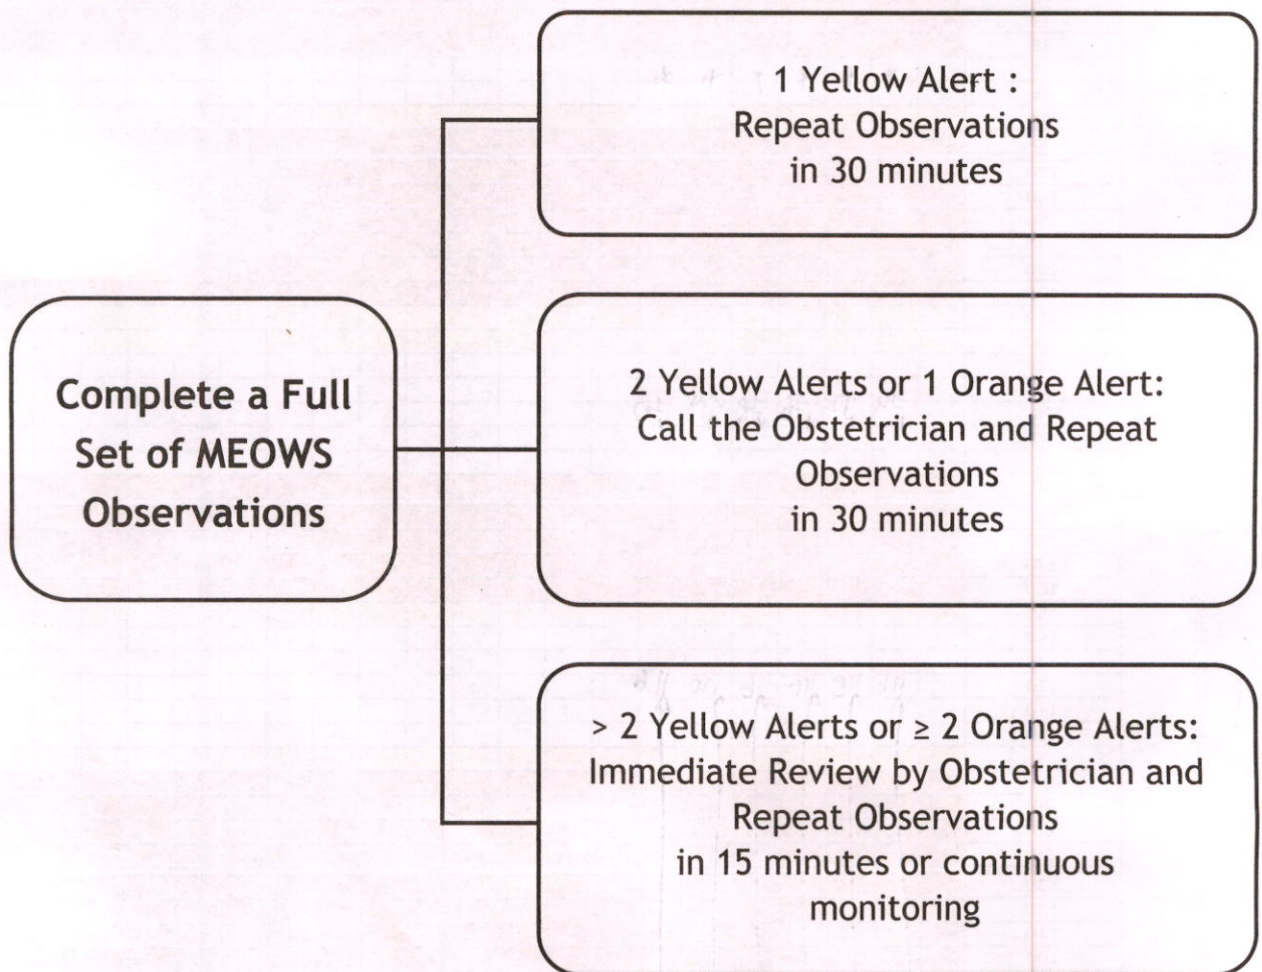 Complete a Full
Set of MEOWS
Observations
1 Yellow Alert :
Repeat Observations
in 30 minutes
2 Yellow Alerts or 1 Orange Alert:
Call the Obstetrician and Repeat
Observations
in 30 minutes
> 2 Yellow Alerts or ≥ 2 Orange Alerts:
Immediate Review by Obstetrician and
Repeat Observations
in 15 minutes or continuous
monitoring